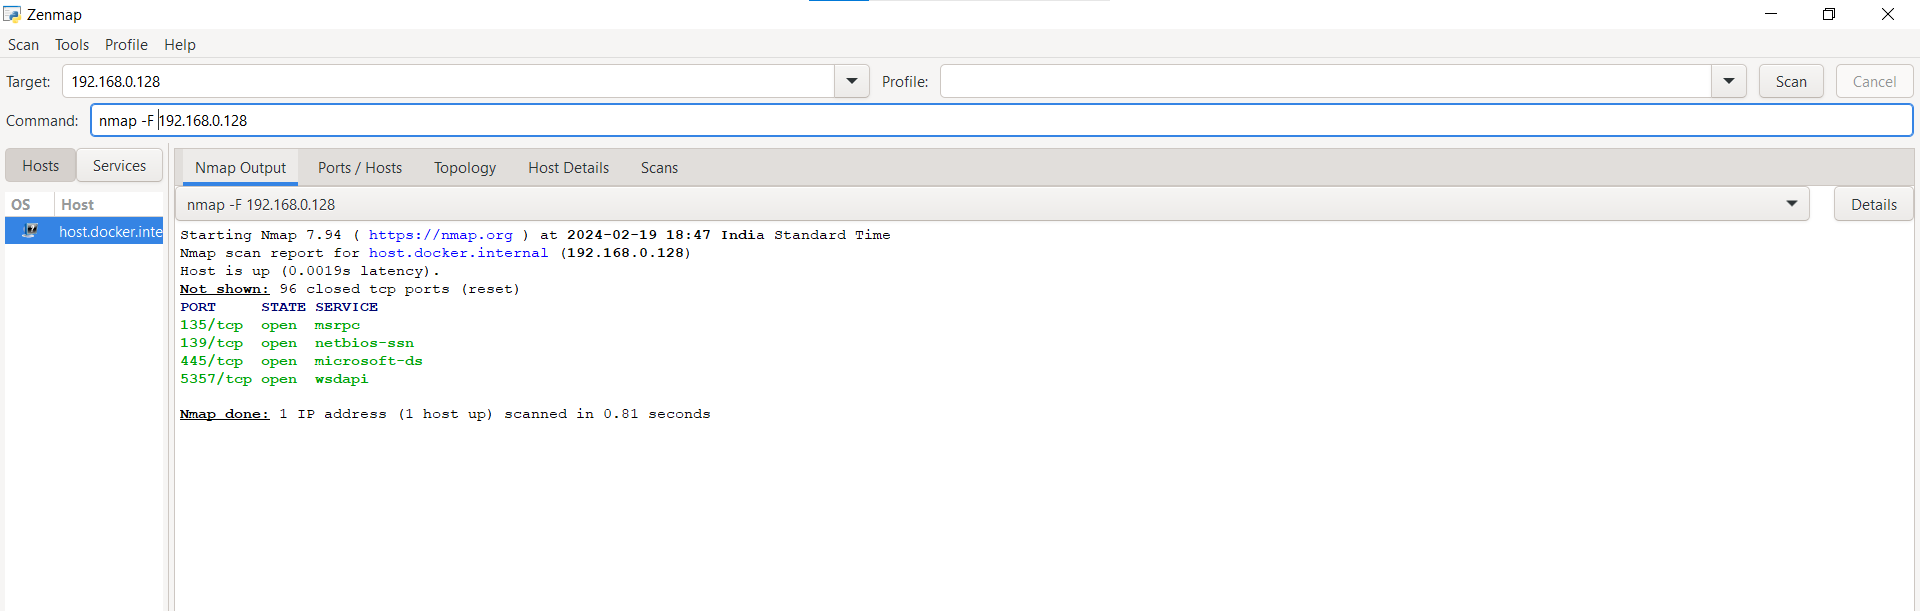 Zenmap
Scan Tools Profile Help
Target: 192.168.0.128 Profile: Scan Cancel
Command: nmap -F 192.168.0.128
Hosts Services
Nmap Output Ports / Hosts Topology Host Details Scans
OS Host
host.docker.inte
nmap -F 192.168.0.128 Details
Starting Nmap 7.94 ( https://nmap.org ) at 2024-02-19 18:47 India Standard Time
Nmap scan report for host.docker.internal (192.168.0.128)
Host is up (0.0019s latency).
Not shown: 96 closed tcp ports (reset)
PORT STATE SERVICE
135/tcp open msrpc
139/tcp open netbios-ssn
445/tcp open microsoft-ds
5357/tcp open wsdapi
Nmap done: 1 IP address (1 host up) scanned in 0.81 seconds